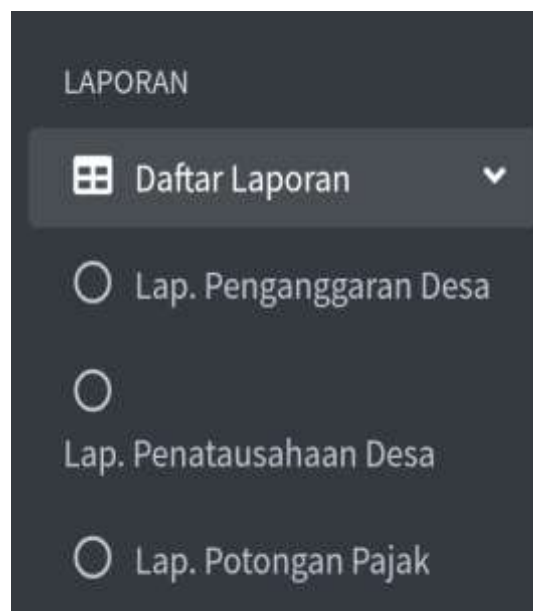 LAPORAN
Daftar Laporan
Lap. Penganggaran Desa
Lap. Penatausahaan Desa
Lap. Potongan Pajak